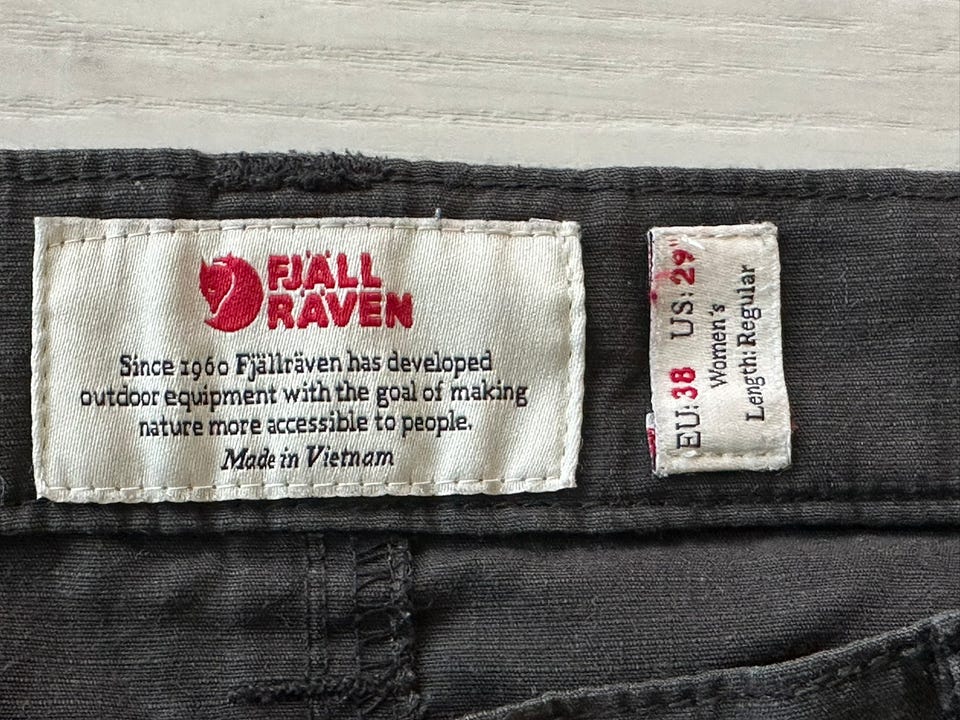 FJÄLL
RÄVEN
Since 1960 Fjällräven has developed
outdoor equipment with the goal of making
nature more accessible to people.
Made in Vietnam
EU: 38 US: 29"
Women's
Length: Regular